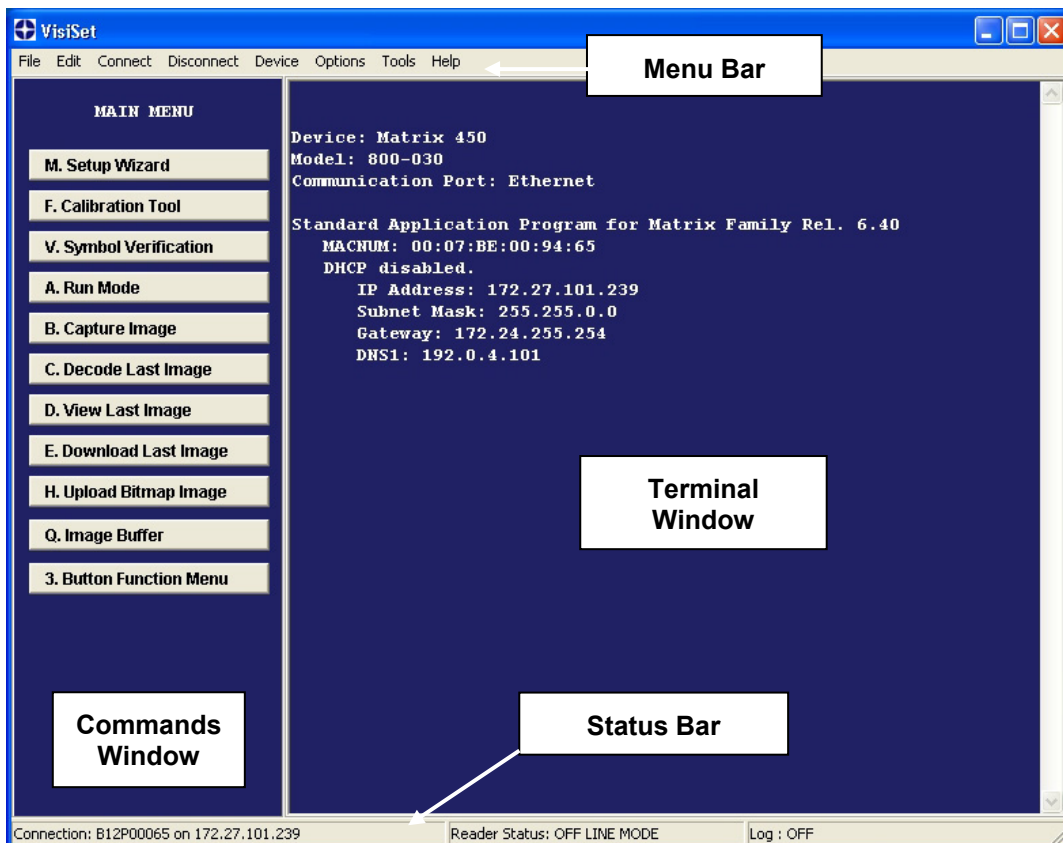 VisiSet
File Edit Connect Disconnect Device Options Tools Help
Menu Bar
MAIN MENU
M. Setup Wizard
F. Calibration Tool
V. Symbol Verification
A. Run Mode
B. Capture Image
C. Decode Last Image
D. View Last Image
E. Download Last Image
H. Upload Bitmap Image
Q. Image Buffer
3. Button Function Menu
Commands
Window
Device: Matrix 450
Model: 800-030
Communication Port: Ethernet
Standard Application Program for Matrix Family Rel. 6.40
MACNUM: 00:07:BE:00:94:65
DHCP disabled.
IP Address: 172.27.101.239
Subnet Mask: 255.255.0.0
Gateway: 172.24.255.254
DNS1: 192.0.4.101
Terminal
Window
Status Bar
Connection: B12P00065 on 172.27.101.239
Reader Status: OFF LINE MODE
Log : OFF